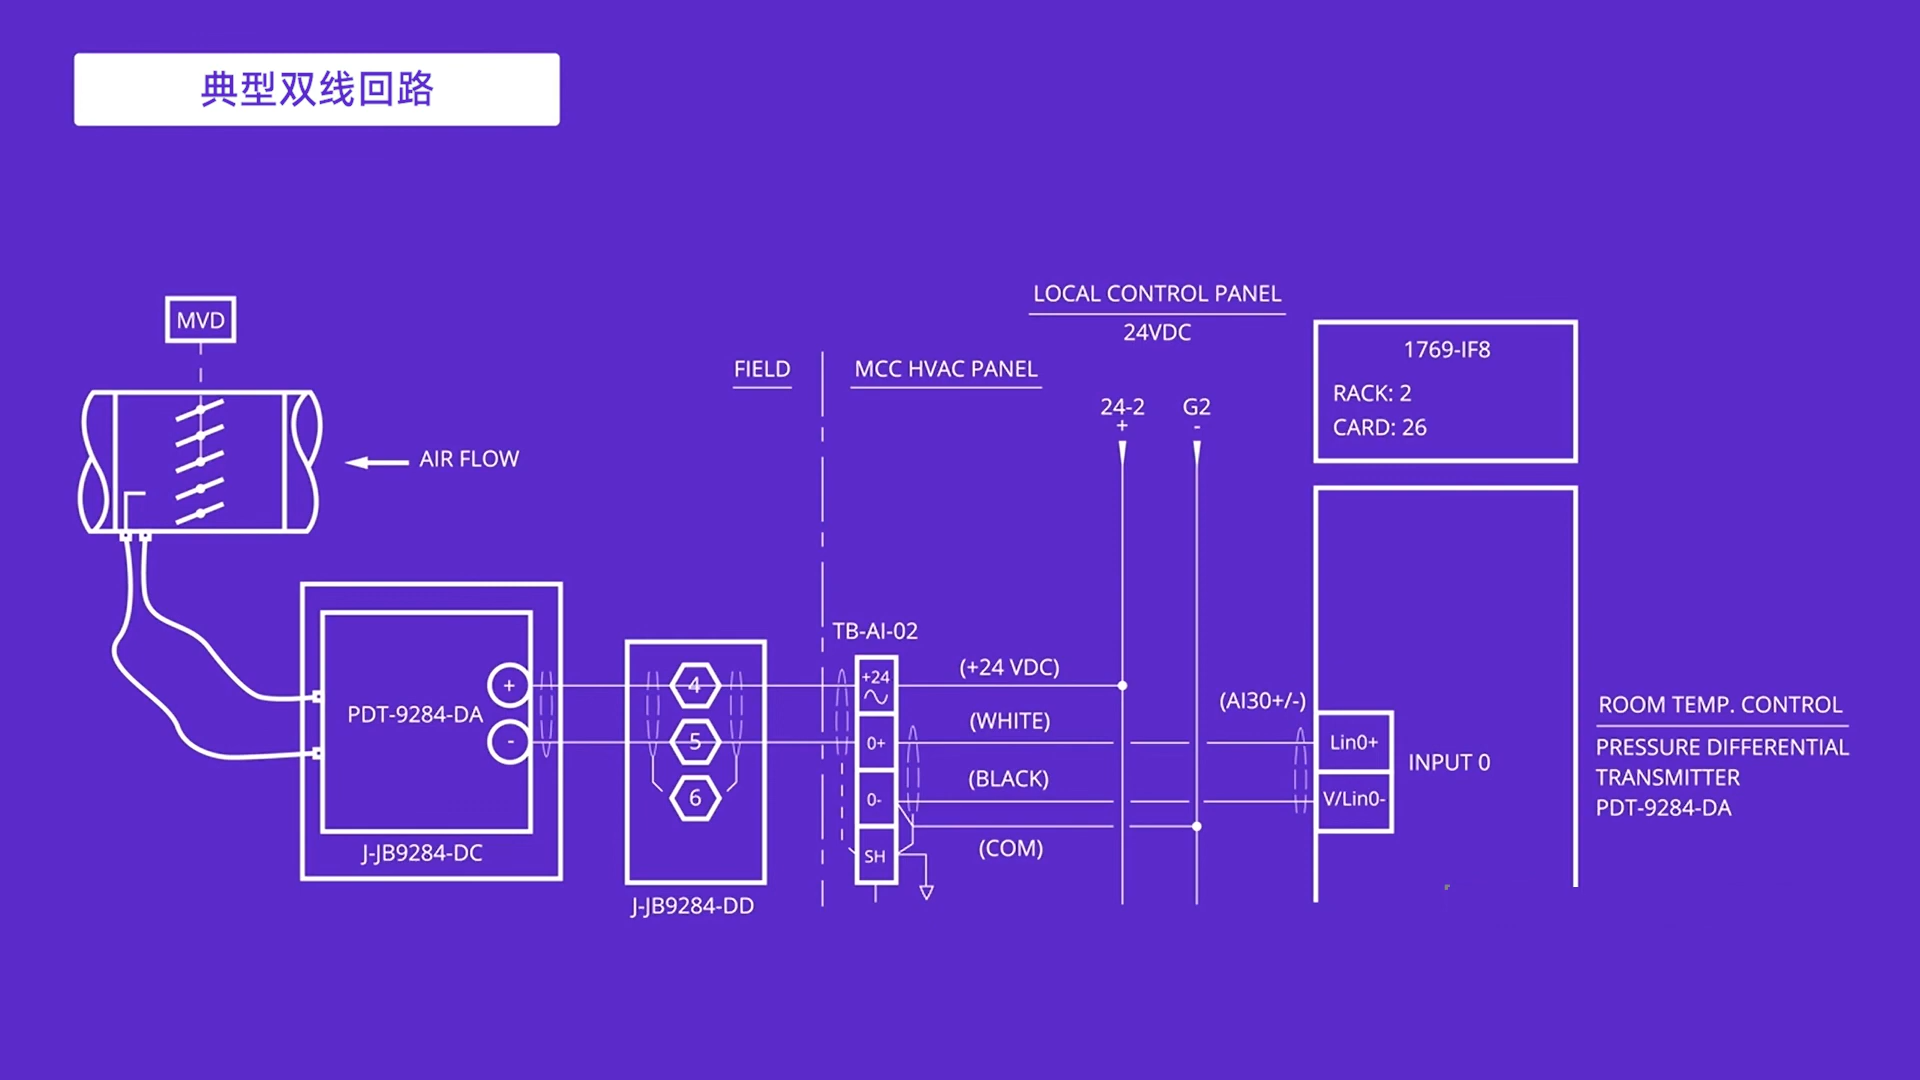 典型双线回路
LOCAL CONTROL PANEL
24VDC
MVD
1769-IF8
RACK: 2
CARD: 26
FIELD
MCC HVAC PANEL
24-2
+
G2
-
AIR FLOW
TB-AI-02
+24
(+24 VDC)
PDT-9284-DA
+
-
4
5
6
0+
0-
SH
(WHITE)
(BLACK)
(COM)
(AI30+/-)
Lin0+
V/Lin0-
INPUT 0
ROOM TEMP. CONTROL
PRESSURE DIFFERENTIAL
TRANSMITTER
PDT-9284-DA
J-JB9284-DC
J-JB9284-DD